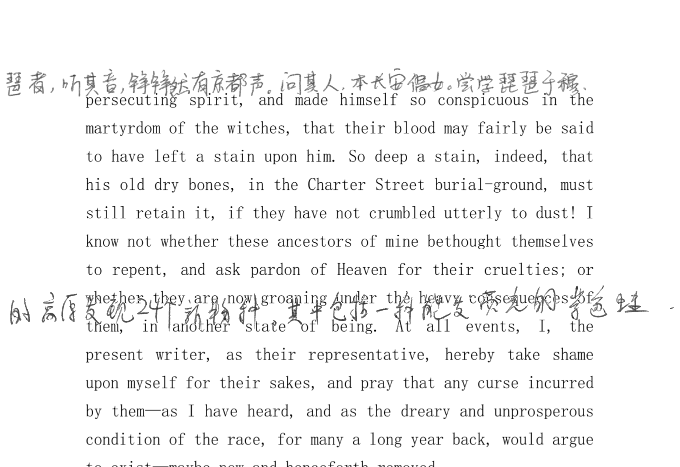 琶者,听其音,铮铮然有京都声。问其人,本长安倡女。尝学琵琶于穆、
persecuting spirit, and made himself so conspicuous in the
martyrdom of the witches, that their blood may fairly be said
to have left a stain upon him. So deep a stain, indeed, that
his old dry bones, in the Charter Street burial-ground, must
still retain it, if they have not crumbled utterly to dust! I
know not whether these ancestors of mine bethought themselves
to repent, and ask pardon of Heaven for their cruelties; or
whether they are now groaning under the heavy consequences of
的高原发现24个新物种,其中包括一种能发荧光的紫色蛙.
them, in another state of being. At all events, I, the
present writer, as their representative, hereby take shame
upon myself for their sakes, and pray that any curse incurred
by them—as I have heard, and as the dreary and unprosperous
condition of the race, for many a long year back, would argue
to exist—maybe now and henceforth removed.